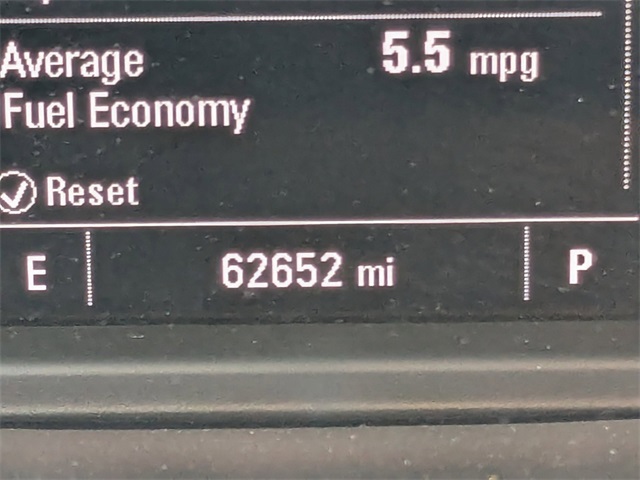 Average 5.5 mpg
Fuel Economy
Reset
E 62652 mi P